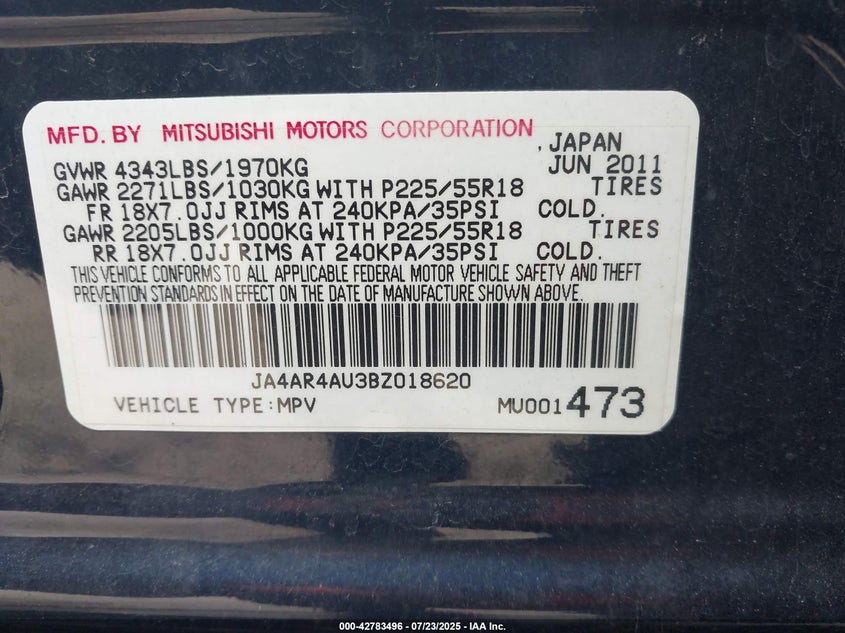 MFD. BY MITSUBISHI MOTORS CORPORATION
, JAPAN
GVWR 4343LBS/1970KG JUN 2011
GAWR 2271LBS/1030KG WITH P225/55R18 TIRES
FR 18X7.0JJ RIMS AT 240KPA/35PSI COLD.
GAWR 2205LBS/1000KG WITH P225/55R18 TIRES
RR 18X7.0JJ RIMS AT 240KPA/35PSI COLD.
THIS VEHICLE CONFORMS TO ALL APPLICABLE FEDERAL MOTOR VEHICLE SAFETY AND THEFT
PREVENTION STANDARDS IN EFFECT ON THE DATE OF MANUFACTURE SHOWN ABOVE.
JA4AR4AU3BZ018620
VEHICLE TYPE:MPV MU001473
000-42783496 - 07/23/2025 - IAA Inc.